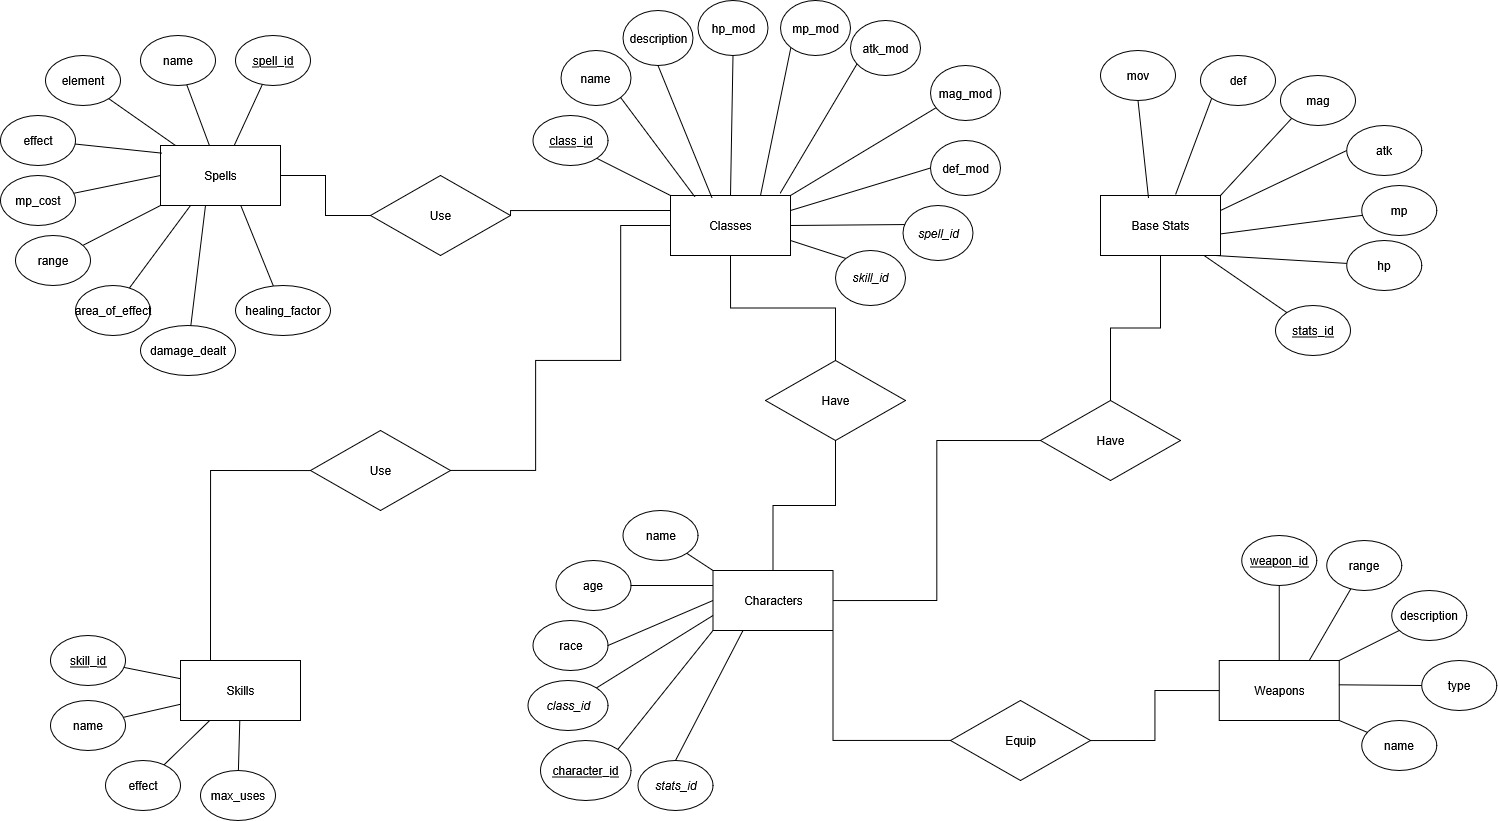 spell_id
name
element
effect
mp_cost
range
area_of_effect
damage_dealt
healing_factor
Spells
Use
class_id
name
description
hp_mod
mp_mod
atk_mod
mag_mod
def_mod
spell_id
skill_id
Classes
mov
def
mag
atk
mp
hp
stats_id
Base Stats
Have
Have
Use
skill_id
name
effect
max_uses
Skills
name
age
race
class_id
character_id
stats_id
Characters
Equip
weapon_id
range
description
type
name
Weapons